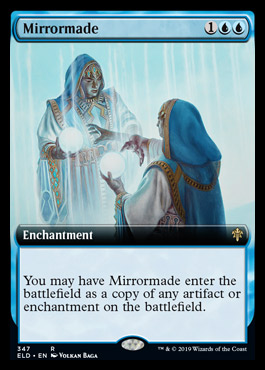 Mirrormade 1
Enchantment
You may have Mirrormade enter the
battlefield as a copy of any artifact or
enchantment on the battlefield.
347 R
ELD • EN Volkan Baga
™ & © 2019 Wizards of the Coast